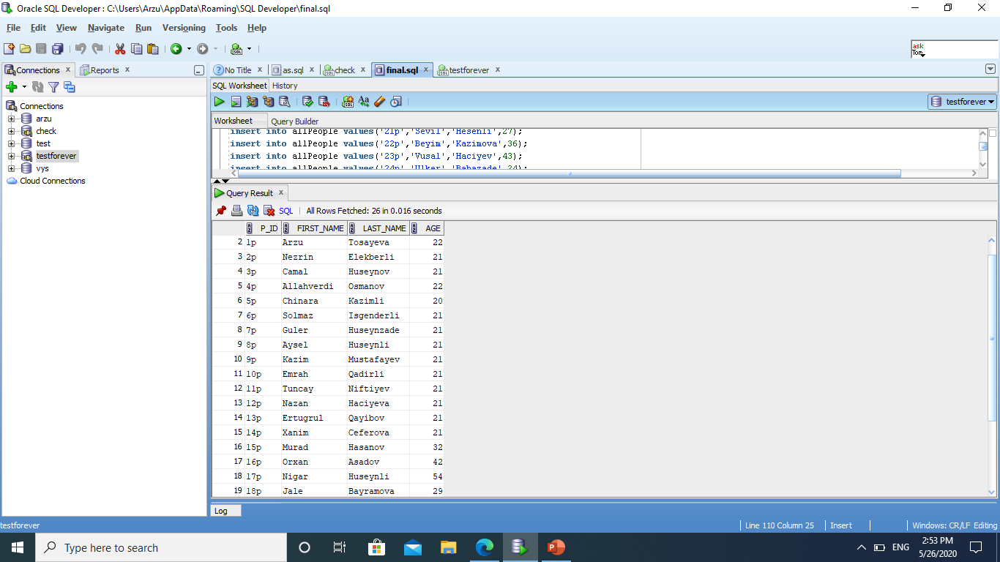 Oracle SQL Developer : C:\Users\Arzu\AppData\Roaming\SQL Developer\final.sql
File Edit View Navigate Run Versioning Tools Help
ask
Tom
Connections x Reports x
No Title x as.sql x check x final.sql x testforever x
SQL Worksheet History
testforever
Connections
arzu
check
test
testforever
vys
Cloud Connections
Worksheet Query Builder
insert into allPeople values('21p','Sevil','Hesenli',27);
insert into allPeople values('22p','Beyim','Kazimova',36);
insert into allPeople values('23p','Vusal','Haciyev',43);
insert into allPeople values('24p','Ulker','Babazade',24);
Query Result x
SQL | All Rows Fetched: 26 in 0.016 seconds
P_ID FIRST_NAME LAST_NAME AGE
2 1p Arzu Tosayeva 22
3 2p Nezrin Elekberli 21
4 3p Camal Huseynov 21
5 4p Allahverdi Osmanov 22
6 5p Chinara Kazimli 20
7 6p Solmaz Isgenderli 21
8 7p Guler Huseynzade 21
9 8p Aysel Huseynli 21
10 9p Kazim Mustafayev 21
11 10p Emrah Qadirli 21
12 11p Tuncay Niftiyev 21
13 12p Nazan Haciyeva 21
14 13p Ertugrul Qayibov 21
15 14p Xanim Ceferova 21
16 15p Murad Hasanov 32
17 16p Orxan Asadov 42
18 17p Nigar Huseynli 54
19 18p Jale Bayramova 29
Log
testforever
Line 110 Column 25 Insert Windows: CR/LF Editing
Type here to search
ENG
2:53 PM
5/26/2020